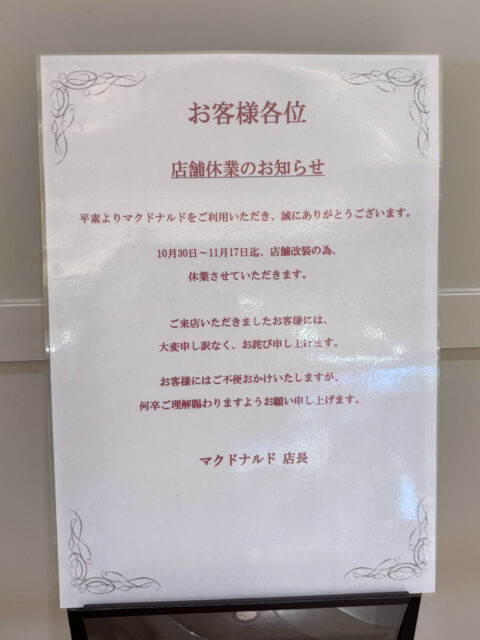 お客様各位
店舗休業のお知らせ
平素よりマクドナルドをご利用いただき、誠にありがとうございます。
10月30日～11月17日迄、店舗改装の為、
休業させていただきます。
ご来店いただきましたお客様には、
大変申し訳なく、お詫び申し上げます。
お客様にはご不便おかけいたしますが、
何卒ご理解賜わりますようお願い申し上げます。
マクドナルド 店長